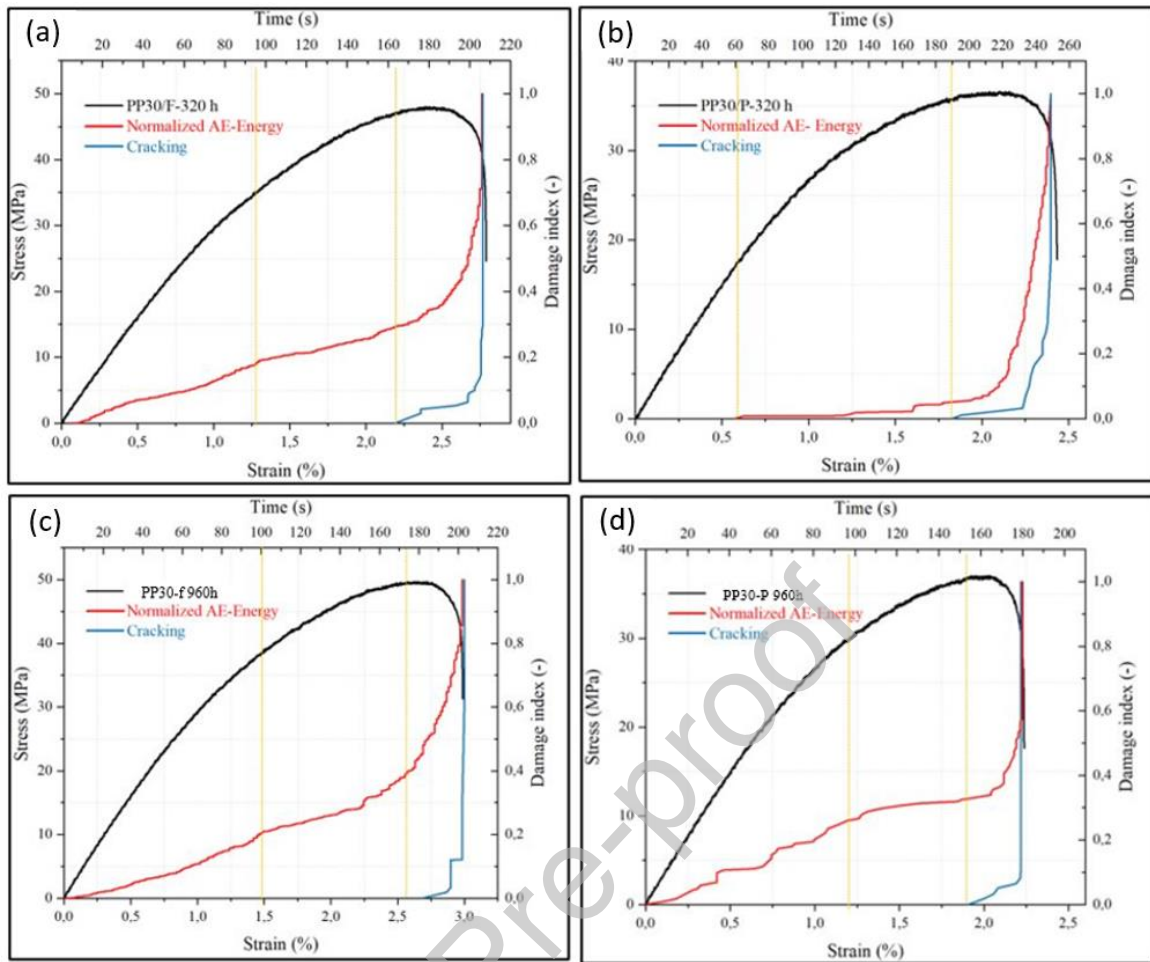 (a)
Time (s)
20 40 60 80 100 120 140 160 180 200 220
50
40
30
20
10
0
Stress (MPa)
PP30/F-320 h
Normalized AE-Energy
Cracking
1,0
0,8
0,6
0,4
0,2
0,0
Damage index (-)
0,0 0,5 1,0 1,5 2,0 2,5
Strain (%)
(b)
Time (s)
20 40 60 80 100 120 140 160 180 200 220 240 260
40
30
20
10
0
Stress (MPa)
PP30/P-320 h
Normalized AE- Energy
Cracking
1,0
0,8
0,6
0,4
0,2
0,0
Dmaga index (-)
0,0 0,5 1,0 1,5 2,0 2,5
Strain (%)
(c)
Time (s)
20 40 60 80 100 120 140 160 180 200 220
50
40
30
20
10
0
Stress (MPa)
PP30-f 960h
Normalized AE-Energy
Cracking
1,0
0,8
0,6
0,4
0,2
0,0
Damage index (-)
0,0 0,5 1,0 1,5 2,0 2,5 3,0
Strain (%)
(d)
Time (s)
20 40 60 80 100 120 140 160 180 200
40
30
20
10
0
Stress (MPa)
PP30-P 960h
Normalized AE-Energy
Cracking
1,0
0,8
0,6
0,4
0,2
0,0
Damage index (-)
0,0 0,5 1,0 1,5 2,0 2,5
Strain (%)
Pre-proof